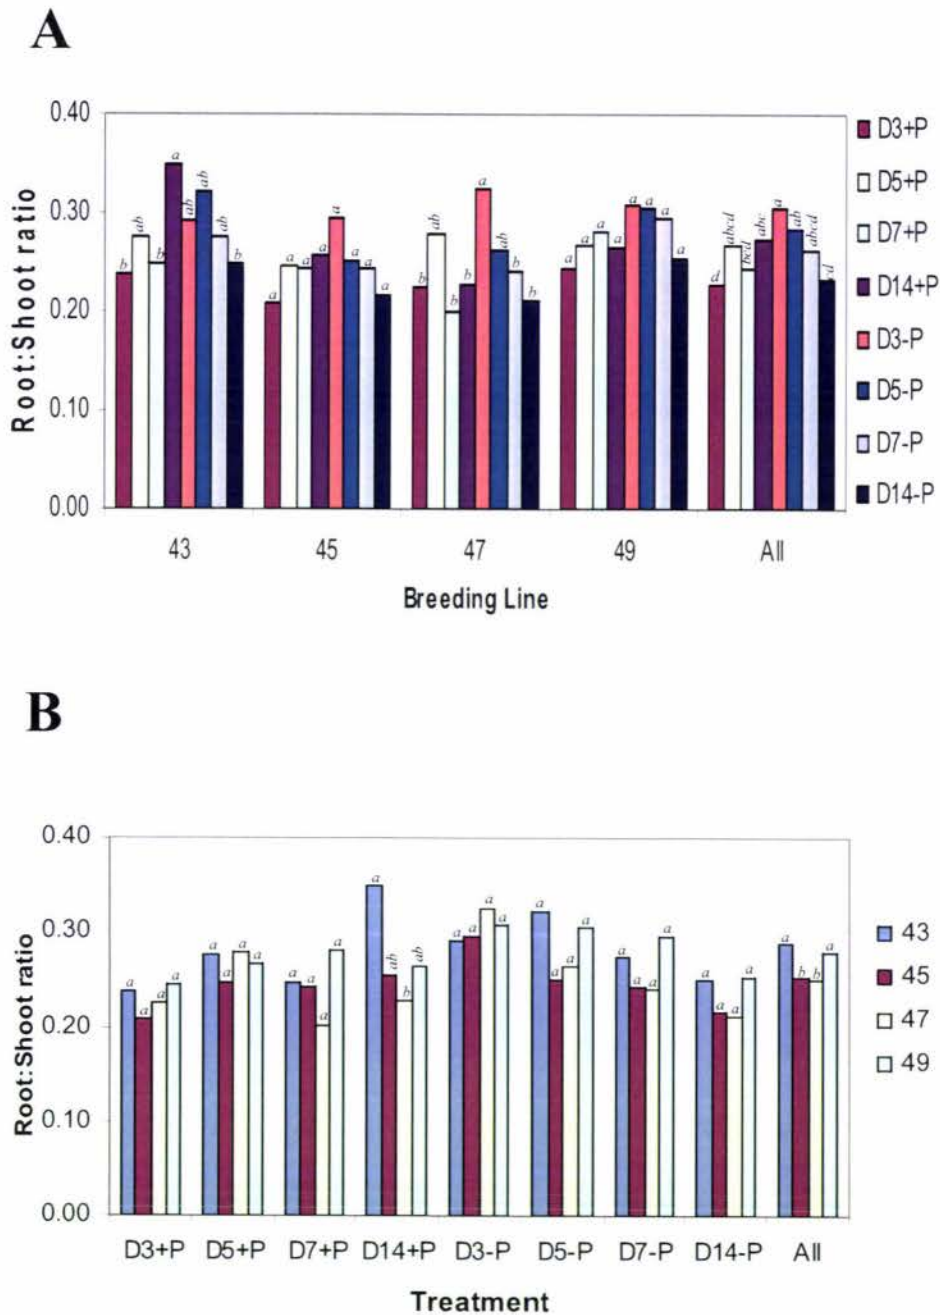 A
Root:Shoot ratio
0.40
0.30
0.20
0.10
0.00
b ab b a ab ab ab b
a a a a a a a a
b ab b b a ab b b
a a a a a a a a
d abcd bcd abc a ab abcd cd
43 45 47 49 All
Breeding Line
D3+P
D5+P
D7+P
D14+P
D3-P
D5-P
D7-P
D14-P
B
Root:Shoot ratio
0.40
0.30
0.20
0.10
0.00
a a a a
a a a a
a a a a
a ab b ab
a a a a
a a a a
a a a a
a a a a
a b b a
D3+P D5+P D7+P D14+P D3-P D5-P D7-P D14-P All
Treatment
43
45
47
49